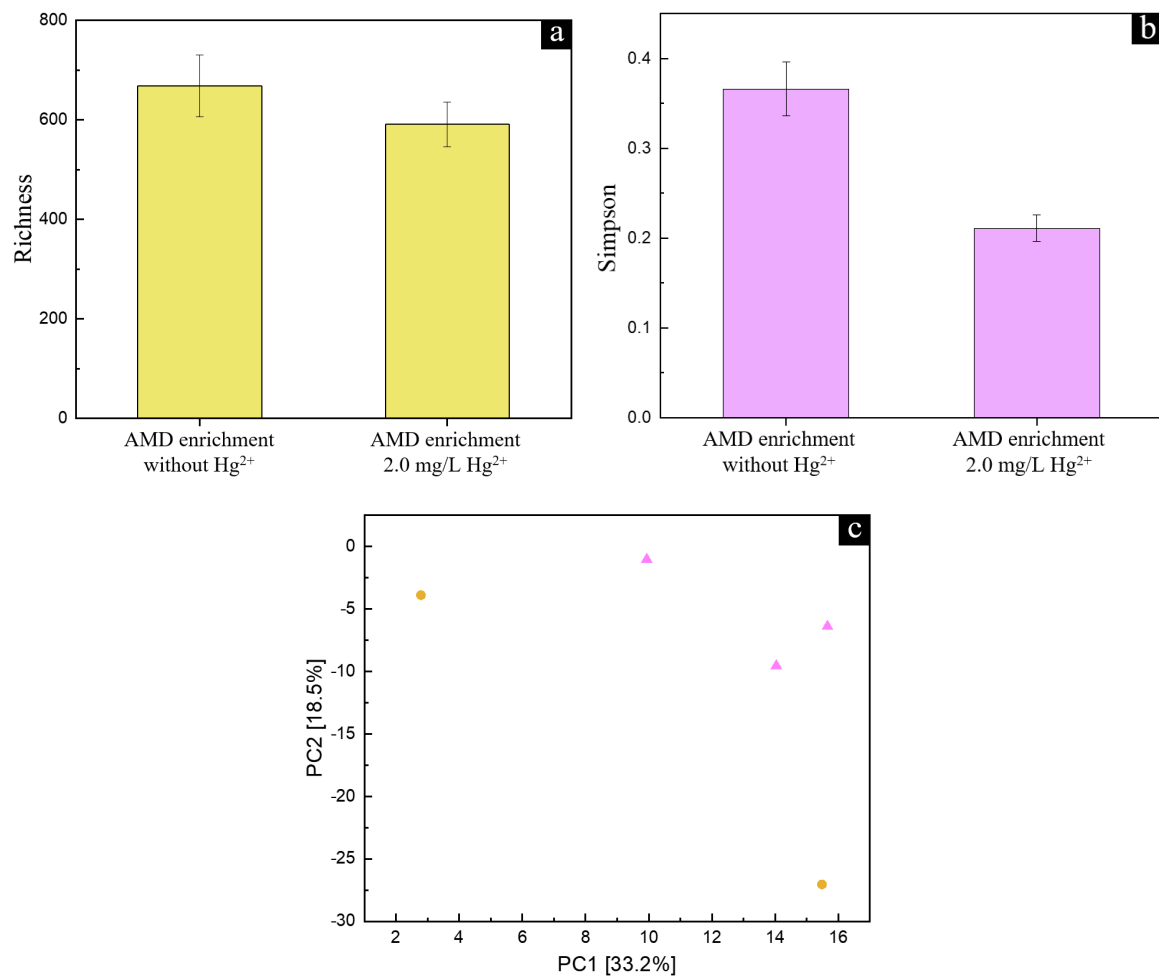 a
800
600
400
200
0
Richness
AMD enrichment
without Hg²⁺
AMD enrichment
2.0 mg/L Hg²⁺
b
0.4
0.3
0.2
0.1
0.0
Simpson
AMD enrichment
without Hg²⁺
AMD enrichment
2.0 mg/L Hg²⁺
c
0
-5
-10
-15
-20
-25
-30
PC2 [18.5%]
2 4 6 8 10 12 14 16
PC1 [33.2%]